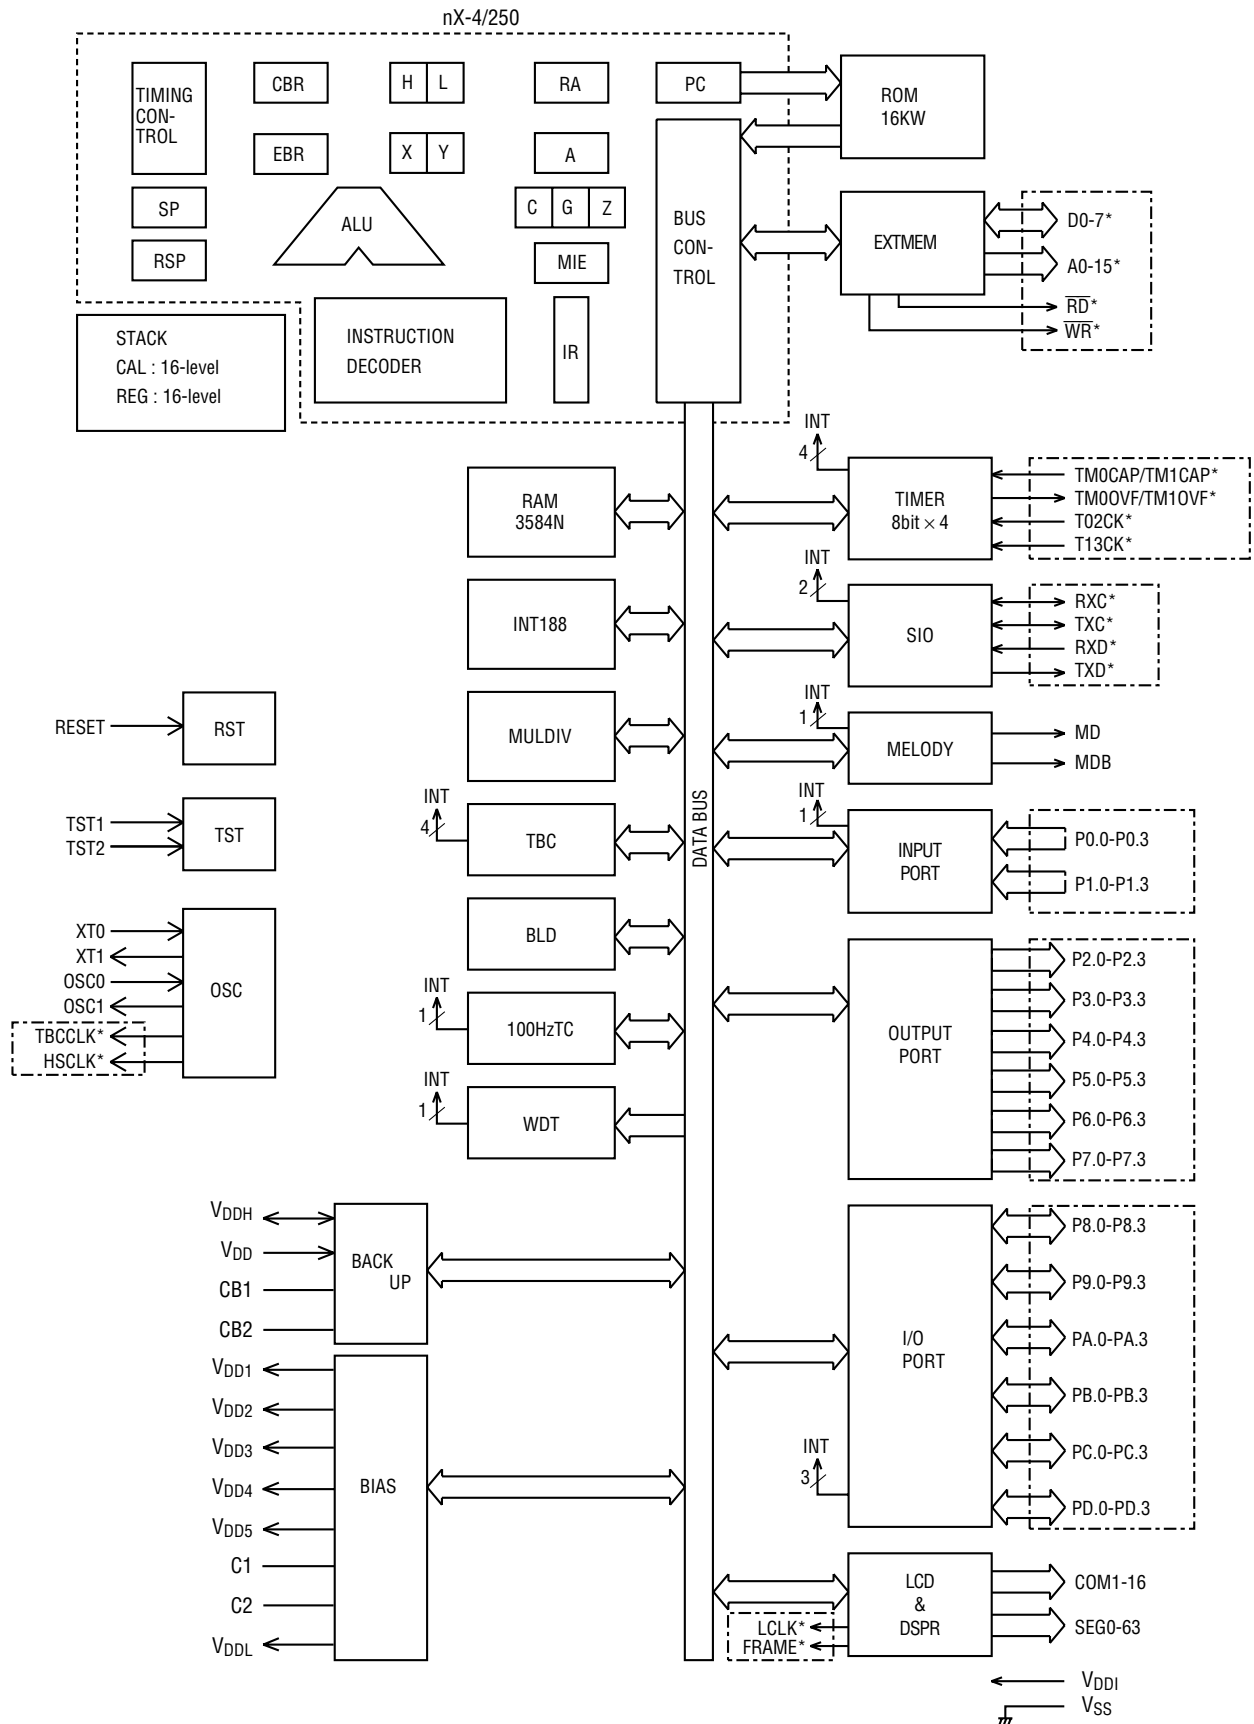 nX-4/250
TIMING
CON-
TROL
CBR
H L
RA
PC
ROM
16KW
EBR
X Y
A
SP
ALU
C G Z
BUS
CON-
TROL
EXTMEM
D0-7*
A0-15*
RD*
WR*
RSP
MIE
STACK
CAL : 16-level
REG : 16-level
INSTRUCTION
DECODER
IR
DATA BUS
RAM
3584N
INT
4
TIMER
8bit × 4
TM0CAP/TM1CAP*
TM0OVF/TM1OVF*
T02CK*
T13CK*
INT188
INT
2
SIO
RXC*
TXC*
RXD*
TXD*
RESET
RST
MULDIV
INT
1
MELODY
MD
MDB
TST1
TST2
TST
INT
4
TBC
INT
1
INPUT
PORT
P0.0-P0.3
P1.0-P1.3
XT0
XT1
OSC0
OSC1
TBCCLK*
HSCLK*
OSC
BLD
INT
1
100HzTC
INT
1
WDT
OUTPUT
PORT
P2.0-P2.3
P3.0-P3.3
P4.0-P4.3
P5.0-P5.3
P6.0-P6.3
P7.0-P7.3
VDDH
VDD
CB1
CB2
BACK
UP
I/O
PORT
INT
3
P8.0-P8.3
P9.0-P9.3
PA.0-PA.3
PB.0-PB.3
PC.0-PC.3
PD.0-PD.3
VDD1
VDD2
VDD3
VDD4
VDD5
C1
C2
VDDL
BIAS
LCD
&
DSPR
LCLK*
FRAME*
COM1-16
SEG0-63
VDDI
VSS